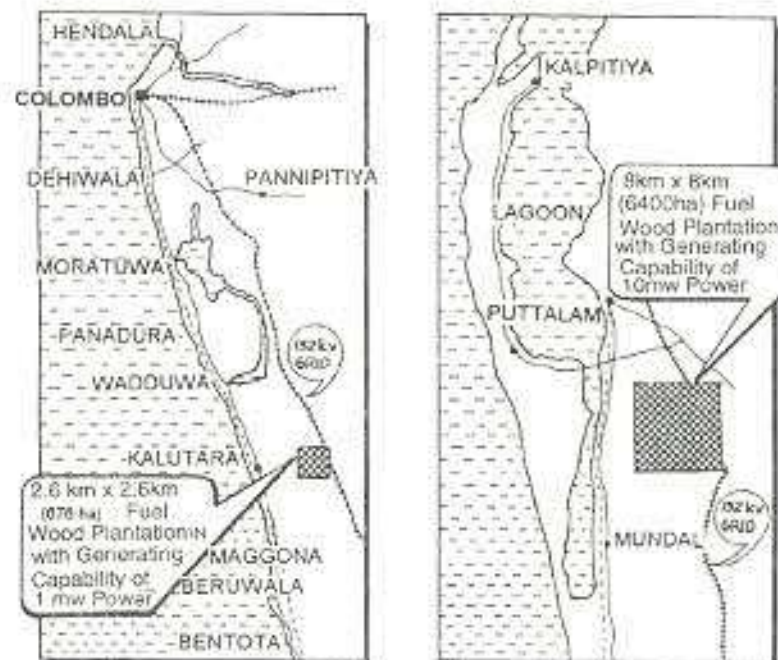 HENDALA
COLOMBO
DEHIWALA
PANNIPITIYA
MORATUWA
PANADURA
132 kv
GRID
WADDUWA
KALUTARA
2.6 km x 2.6km
(676 ha) Fuel
Wood Plantation
with Generating
Capability of
1 mw Power
MAGGONA
BERUWALA
BENTOTA
KALPITIYA
LAGOON
8km x 8km
(6400ha) Fuel
Wood Plantation
with Generating
Capability of
10mw Power
PUTTALAM
132 kv
GRID
MUNDAL